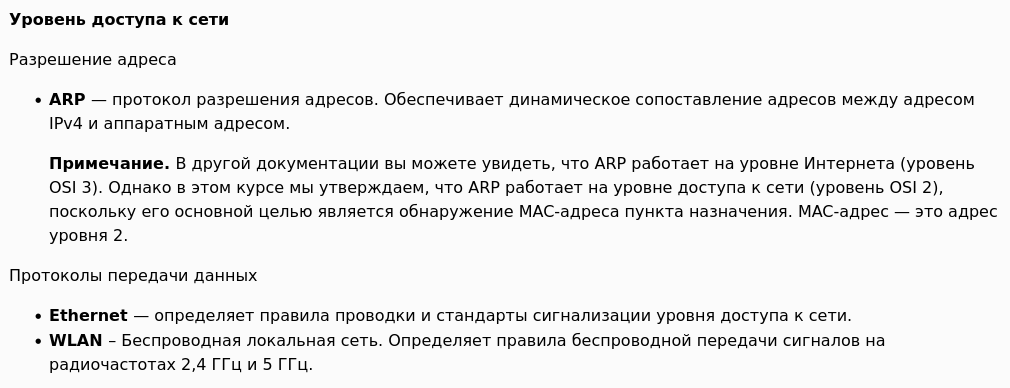 Уровень доступа к сети
Разрешение адреса
• ARP — протокол разрешения адресов. Обеспечивает динамическое сопоставление адресов между адресом
IPv4 и аппаратным адресом.
Примечание. В другой документации вы можете увидеть, что ARP работает на уровне Интернета (уровень
OSI 3). Однако в этом курсе мы утверждаем, что ARP работает на уровне доступа к сети (уровень OSI 2),
поскольку его основной целью является обнаружение MAC-адреса пункта назначения. MAC-адрес — это адрес
уровня 2.
Протоколы передачи данных
• Ethernet — определяет правила проводки и стандарты сигнализации уровня доступа к сети.
• WLAN – Беспроводная локальная сеть. Определяет правила беспроводной передачи сигналов на
радиочастотах 2,4 ГГц и 5 ГГц.